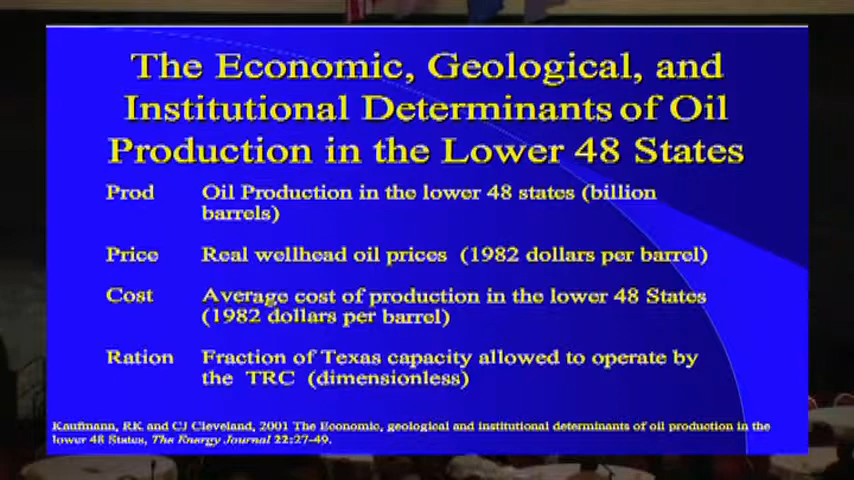 The Economic, Geological, and
Institutional Determinants of Oil
Production in the Lower 48 States
Prod Oil Production in the lower 48 states (billion
barrels)
Price Real wellhead oil prices (1982 dollars per barrel)
Cost Average cost of production in the lower 48 States
(1982 dollars per barrel)
Ration Fraction of Texas capacity allowed to operate by
the TRC (dimensionless)
Kaufmann, RK and CJ Cleveland, 2001 The Economic, geological and institutional determinants of oil production in the
lower 48 States, The Energy Journal 22:27-49.